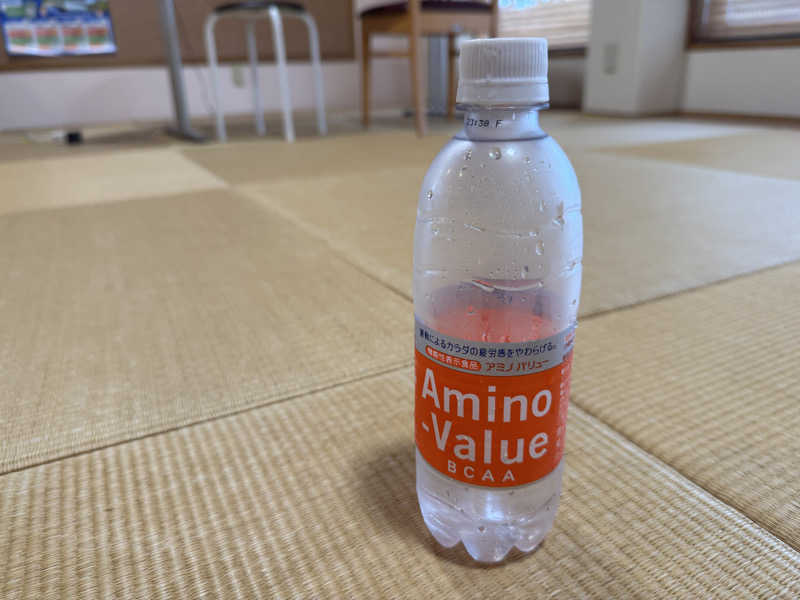 23:30 F
運動によるカラダの疲労感をやわらげる。
機能性表示食品 アミノ バリュー
Amino
-Value
BCAA